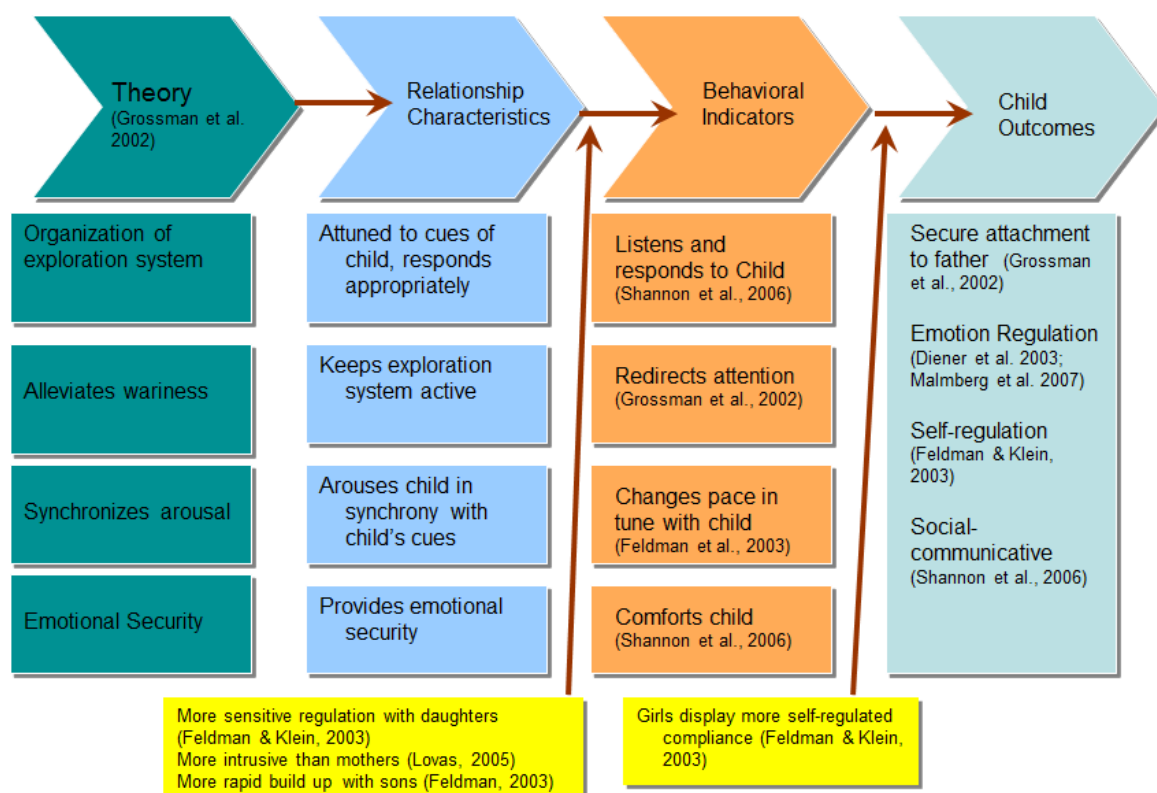 Theory
(Grossman et al.
2002)
Relationship
Characteristics
Behavioral
Indicators
Child
Outcomes
Organization of
exploration system
Alleviates wariness
Synchronizes arousal
Emotional Security
Attuned to cues of
child, responds
appropriately
Keeps exploration
system active
Arouses child in
synchrony with
child's cues
Provides emotional
security
Listens and
responds to Child
(Shannon et al., 2006)
Redirects attention
(Grossman et al., 2002)
Changes pace in
tune with child
(Feldman et al., 2003)
Comforts child
(Shannon et al., 2006)
Secure attachment
to father (Grossman
et al., 2002)
Emotion Regulation
(Diener et al. 2003;
Malmberg et al. 2007)
Self-regulation
(Feldman & Klein,
2003)
Social-
communicative
(Shannon et al., 2006)
More sensitive regulation with daughters
(Feldman & Klein, 2003)
More intrusive than mothers (Lovas, 2005)
More rapid build up with sons (Feldman, 2003)
Girls display more self-regulated
compliance (Feldman & Klein,
2003)